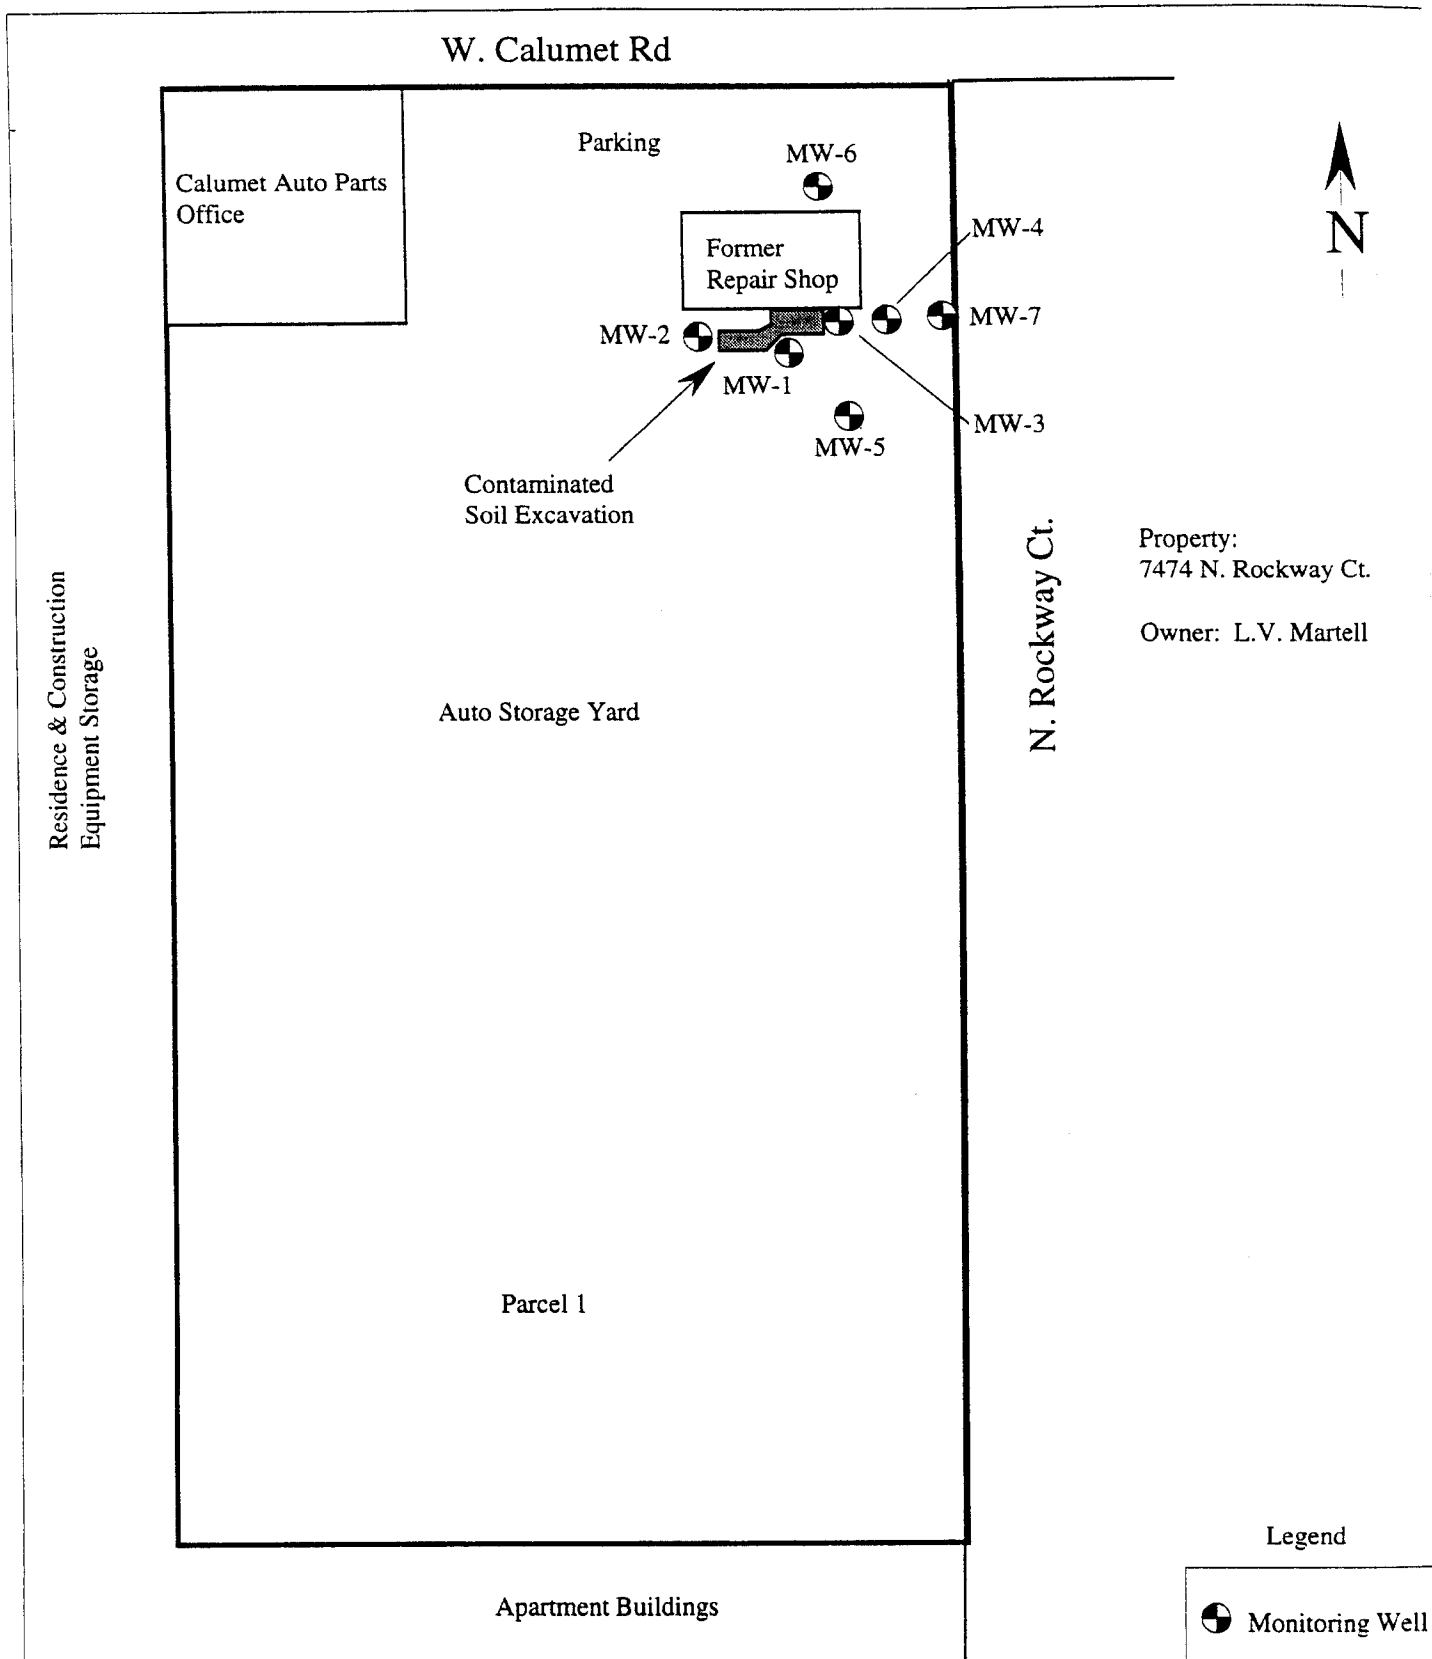 W. Calumet Rd
Parking
MW-6
Calumet Auto Parts
Office
N
MW-4
Former
Repair Shop
MW-2
MW-7
MW-1
MW-3
MW-5
Contaminated
Soil Excavation
N. Rockway Ct.
Property:
7474 N. Rockway Ct.
Owner: L.V. Martell
Residence & Construction
Equipment Storage
Auto Storage Yard
Parcel 1
Legend
Apartment Buildings
Monitoring Well